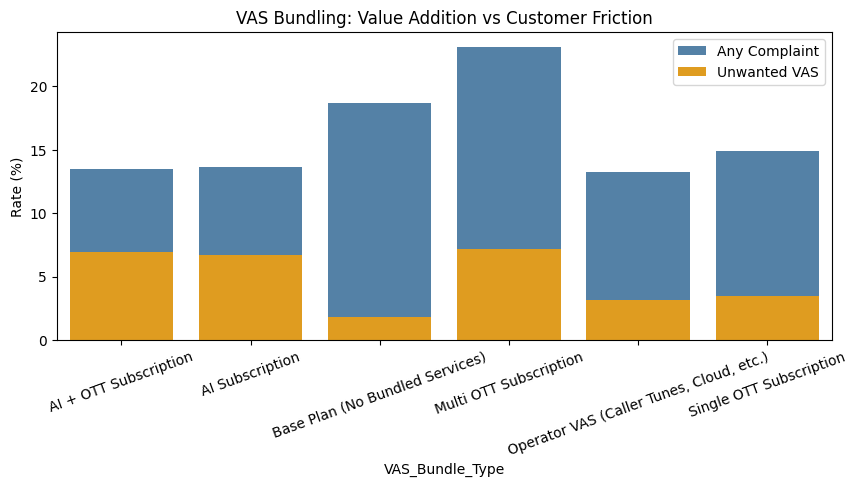 VAS Bundling: Value Addition vs Customer Friction
Any Complaint
Unwanted VAS
Rate (%)
20
15
10
5
0
AI + OTT Subscription
AI Subscription
Base Plan (No Bundled Services)
Multi OTT Subscription
Operator VAS (Caller Tunes, Cloud, etc.)
Single OTT Subscription
VAS_Bundle_Type